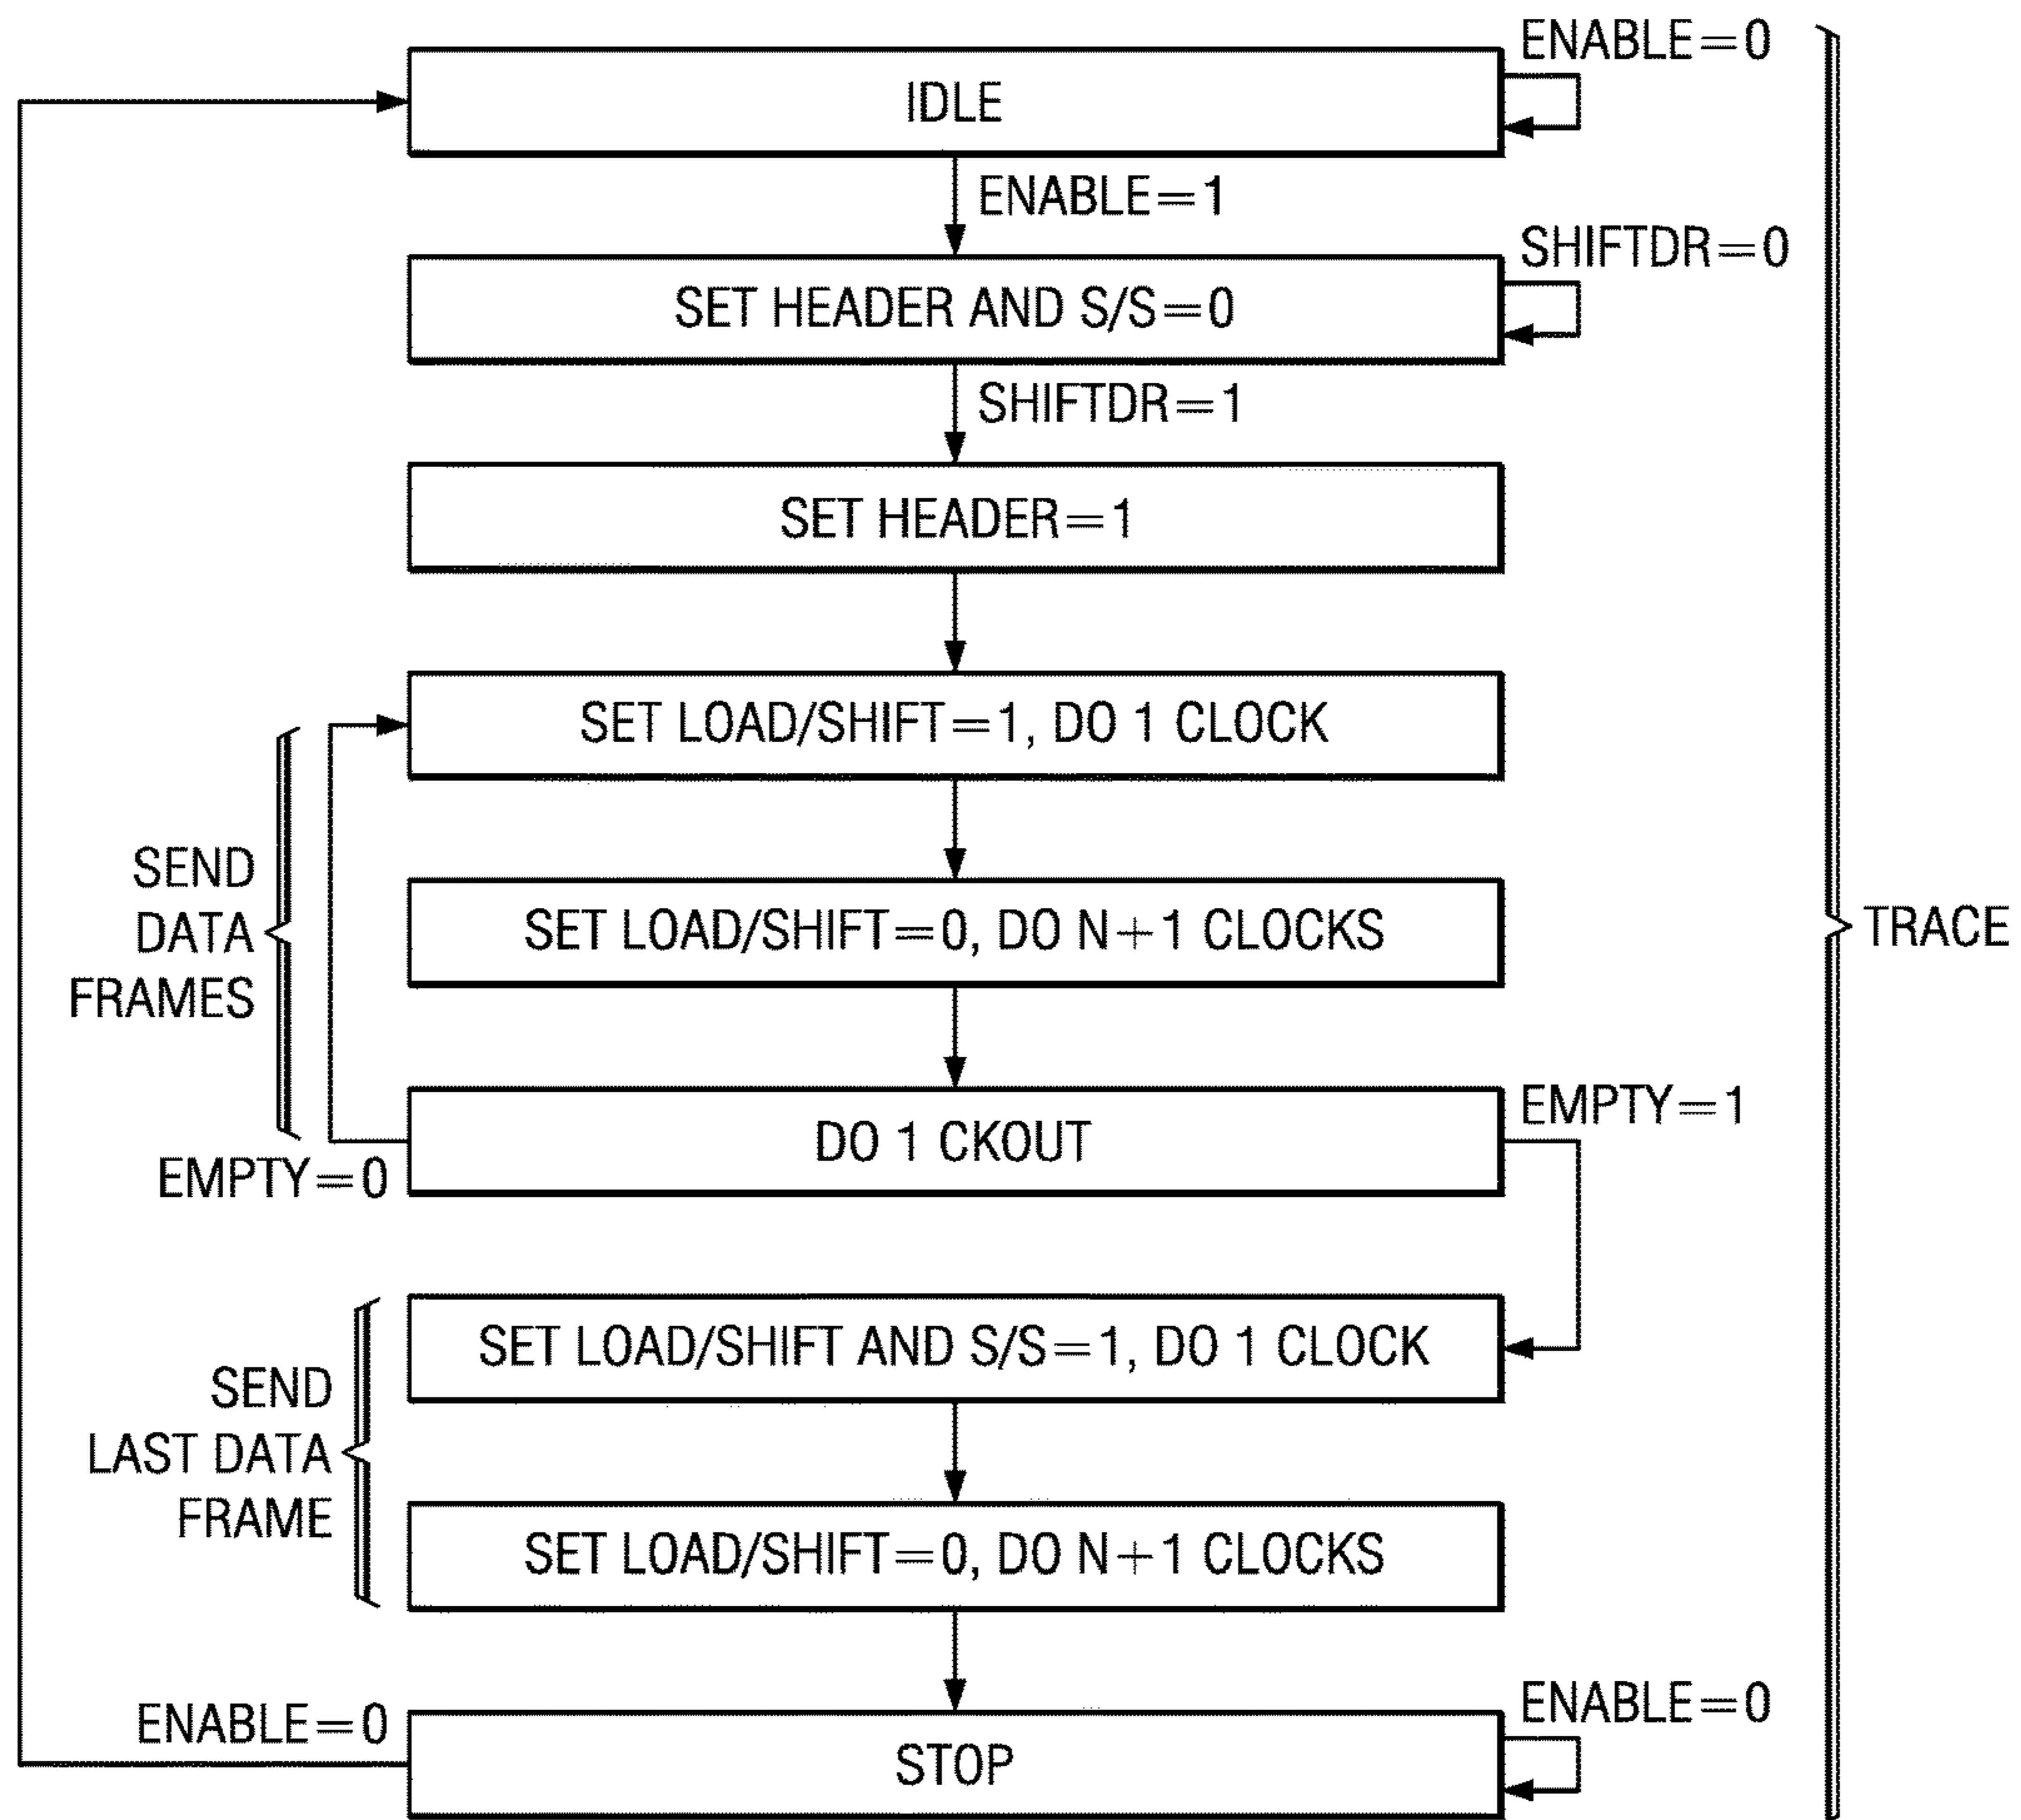 ENABLE=0
IDLE
ENABLE=1
SHIFTDR=0
SET HEADER AND S/S=0
SHIFTDR=1
SET HEADER=1
SET LOAD/SHIFT=1, DO 1 CLOCK
SEND
DATA
FRAMES
SET LOAD/SHIFT=0, DO N+1 CLOCKS
TRACE
EMPTY=1
DO 1 CKOUT
EMPTY=0
SET LOAD/SHIFT AND S/S=1, DO 1 CLOCK
SEND
LAST DATA
FRAME
SET LOAD/SHIFT=0, DO N+1 CLOCKS
ENABLE=0
ENABLE=0
STOP